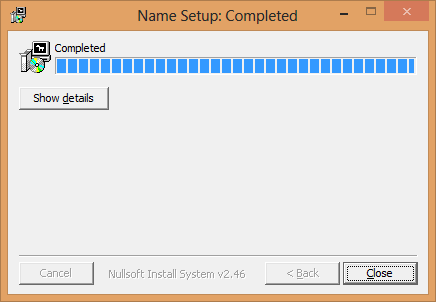 Name Setup: Completed
Completed
Show details
Cancel
Nullsoft Install System v2.46
< Back
Close